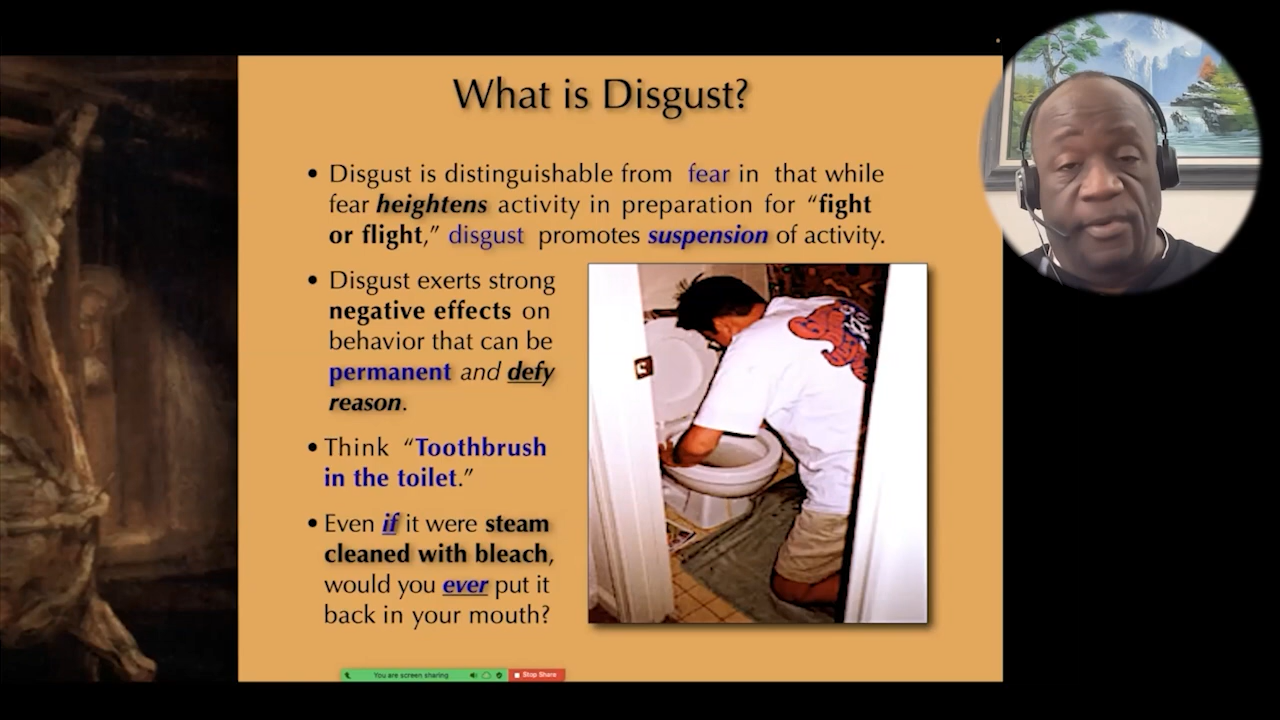 What is Disgust?
• Disgust is distinguishable from fear in that while
fear heightens activity in preparation for “fight
or flight,” disgust promotes suspension of activity.
• Disgust exerts strong
negative effects on
behavior that can be
permanent and defy
reason.
• Think “Toothbrush
in the toilet.”
• Even if it were steam
cleaned with bleach,
would you ever put it
back in your mouth?
You are screen sharing
Stop Share